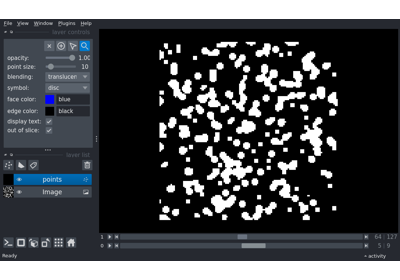 File View Window Plugins Help
layer controls
opacity: 1.00
point size: 10
blending: translucen
symbol: disc
face color: blue
edge color: black
display text:
out of slice:
layer list
points
Image
1 64 127
0 5 9
Ready activity